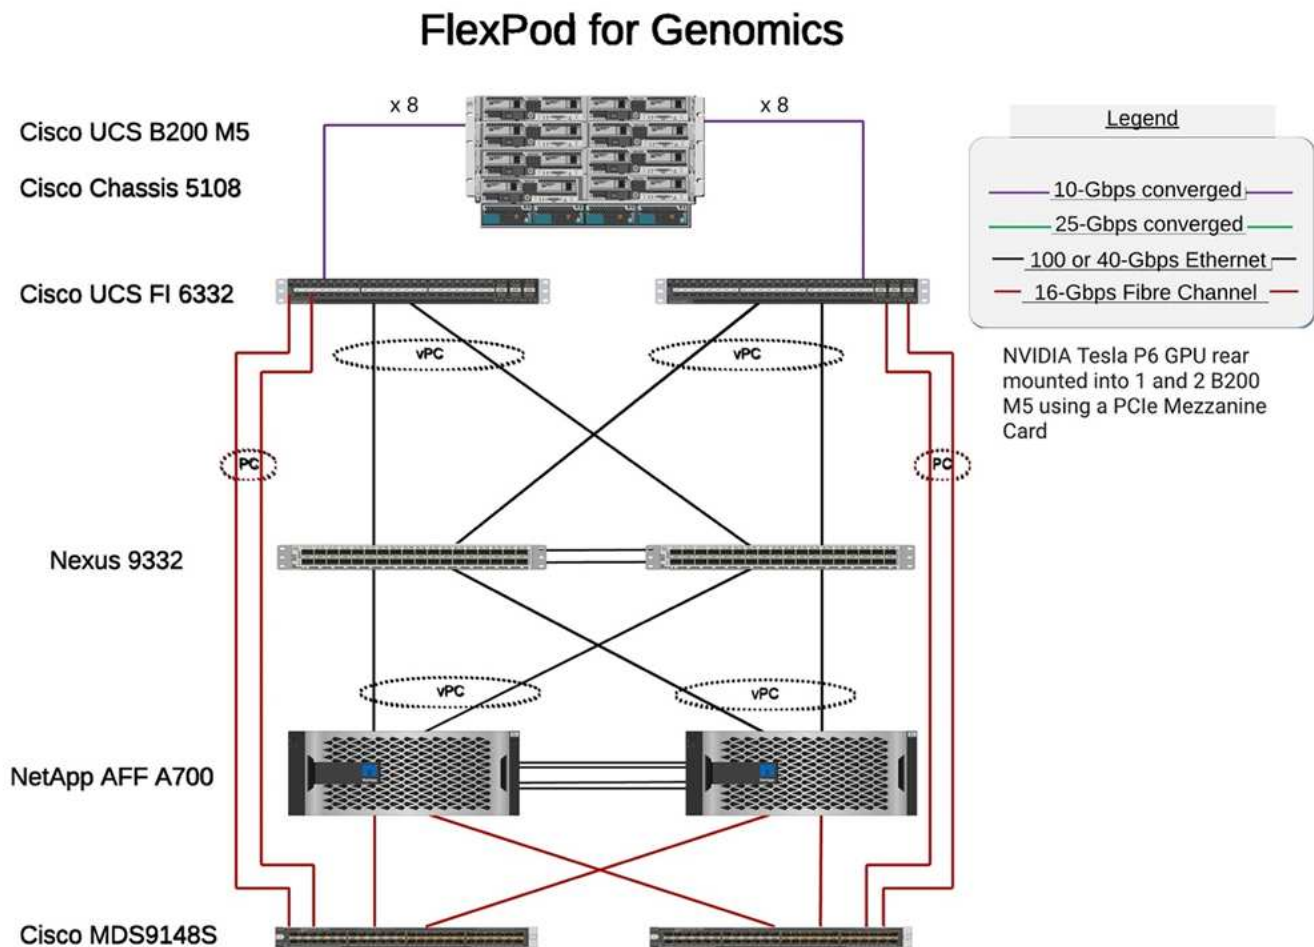 FlexPod for Genomics
x 8
x 8
Cisco UCS B200 M5
Cisco Chassis 5108
Legend
10-Gbps converged
25-Gbps converged
100 or 40-Gbps Ethernet
16-Gbps Fibre Channel
Cisco UCS FI 6332
vPC
vPC
NVIDIA Tesla P6 GPU rear
mounted into 1 and 2 B200
M5 using a PCIe Mezzanine
Card
PC
PC
Nexus 9332
vPC
vPC
NetApp AFF A700
Cisco MDS9148S